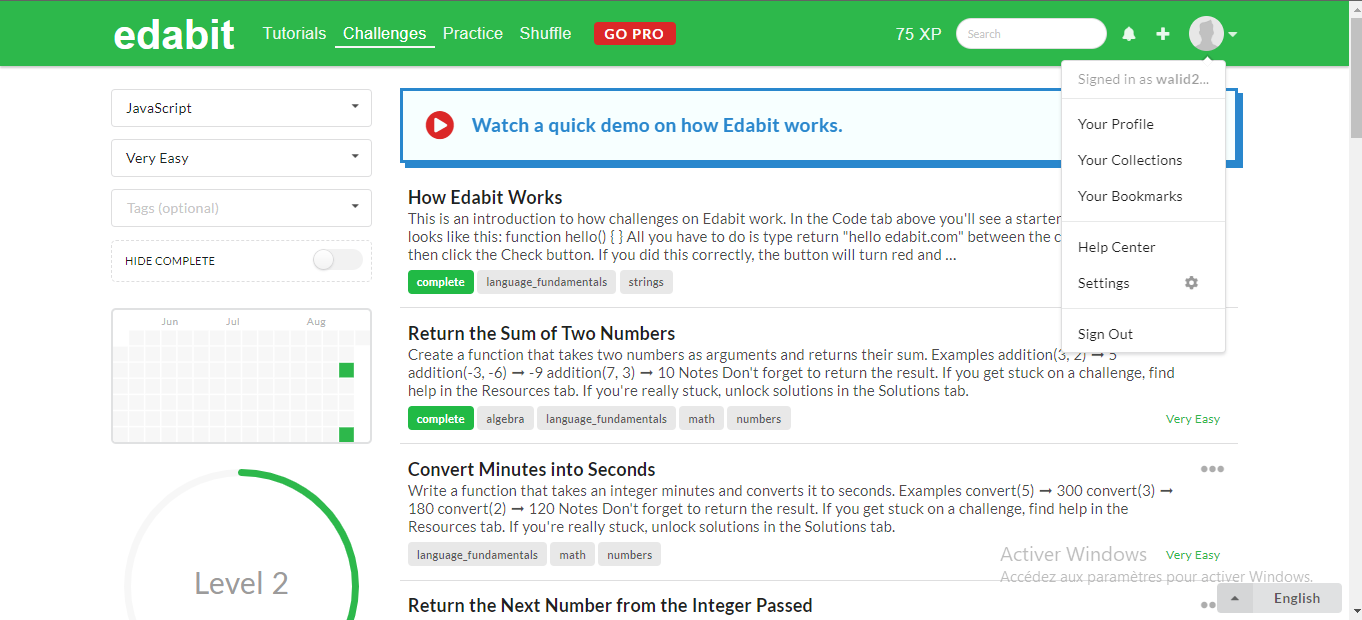 edabit
Tutorials Challenges Practice Shuffle GO PRO 75 XP Search
Signed in as walid2...
Your Profile
Your Collections
Your Bookmarks
Help Center
Settings
Sign Out
JavaScript
Very Easy
Tags (optional)
HIDE COMPLETE
Jun Jul Aug
Level 2
Watch a quick demo on how Edabit works.
How Edabit Works
This is an introduction to how challenges on Edabit work. In the Code tab above you'll see a starter
looks like this: function hello() { } All you have to do is type return "hello edabit.com" between the c
then click the Check button. If you did this correctly, the button will turn red and ...
complete language_fundamentals strings
Return the Sum of Two Numbers
Create a function that takes two numbers as arguments and returns their sum. Examples addition(3, 2) ➞ 5
addition(-3, -6) ➞ -9 addition(7, 3) ➞ 10 Notes Don't forget to return the result. If you get stuck on a challenge, find
help in the Resources tab. If you're really stuck, unlock solutions in the Solutions tab.
complete algebra language_fundamentals math numbers Very Easy
Convert Minutes into Seconds
Write a function that takes an integer minutes and converts it to seconds. Examples convert(5) ➞ 300 convert(3) ➞
180 convert(2) ➞ 120 Notes Don't forget to return the result. If you get stuck on a challenge, find help in the
Resources tab. If you're really stuck, unlock solutions in the Solutions tab.
language_fundamentals math numbers Very Easy
Return the Next Number from the Integer Passed
Activer Windows
Accédez aux paramètres pour activer Windows.
English